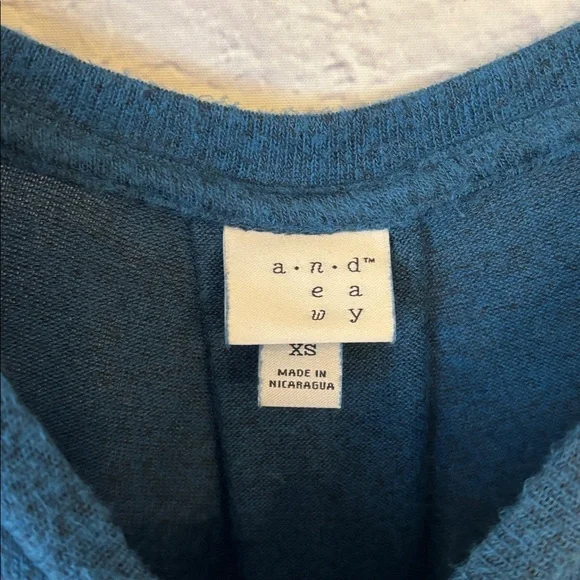 a·n·d™
e a
w y
XS
MADE IN
NICARAGUA